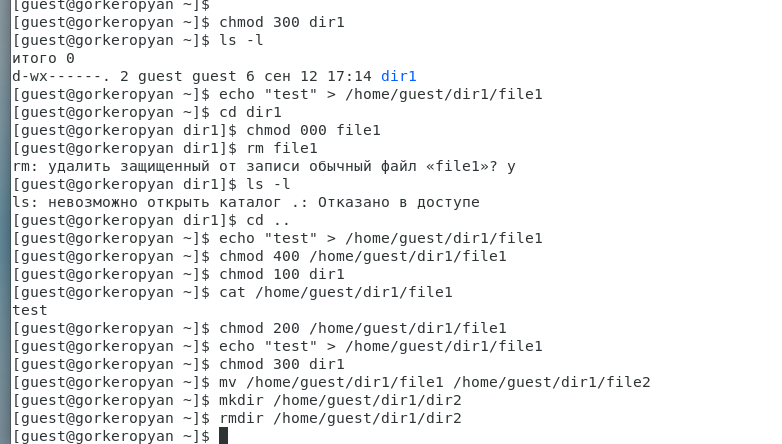 [guest@gorkeropyan ~]$
[guest@gorkeropyan ~]$ chmod 300 dir1
[guest@gorkeropyan ~]$ ls -l
итого 0
d-wx------. 2 guest guest 6 сен 12 17:14 dir1
[guest@gorkeropyan ~]$ echo "test" > /home/guest/dir1/file1
[guest@gorkeropyan ~]$ cd dir1
[guest@gorkeropyan dir1]$ chmod 000 file1
[guest@gorkeropyan dir1]$ rm file1
rm: удалить защищенный от записи обычный файл «file1»? y
[guest@gorkeropyan dir1]$ ls -l
ls: невозможно открыть каталог .: Отказано в доступе
[guest@gorkeropyan dir1]$ cd ..
[guest@gorkeropyan ~]$ echo "test" > /home/guest/dir1/file1
[guest@gorkeropyan ~]$ chmod 400 /home/guest/dir1/file1
[guest@gorkeropyan ~]$ chmod 100 dir1
[guest@gorkeropyan ~]$ cat /home/guest/dir1/file1
test
[guest@gorkeropyan ~]$ chmod 200 /home/guest/dir1/file1
[guest@gorkeropyan ~]$ echo "test" > /home/guest/dir1/file1
[guest@gorkeropyan ~]$ chmod 300 dir1
[guest@gorkeropyan ~]$ mv /home/guest/dir1/file1 /home/guest/dir1/file2
[guest@gorkeropyan ~]$ mkdir /home/guest/dir1/dir2
[guest@gorkeropyan ~]$ rmdir /home/guest/dir1/dir2
[guest@gorkeropyan ~]$